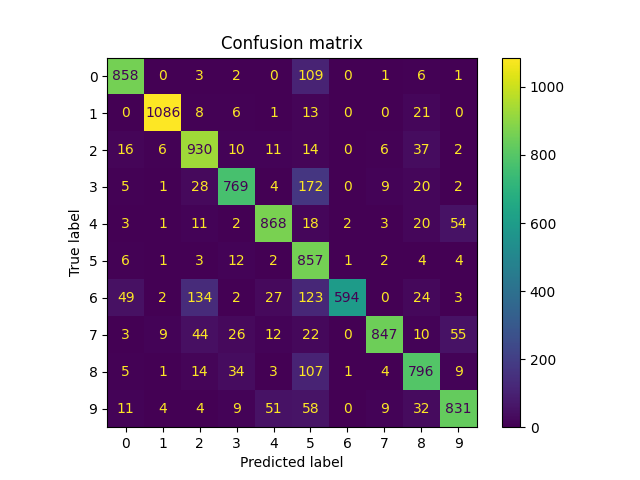 Confusion matrix
0 858 0 3 2 0 109 0 1 6 1
1 0 1086 8 6 1 13 0 0 21 0
2 16 6 930 10 11 14 0 6 37 2
3 5 1 28 769 4 172 0 9 20 2
4 3 1 11 2 868 18 2 3 20 54
5 6 1 3 12 2 857 1 2 4 4
6 49 2 134 2 27 123 594 0 24 3
7 3 9 44 26 12 22 0 847 10 55
8 5 1 14 34 3 107 1 4 796 9
9 11 4 4 9 51 58 0 9 32 831
0 1 2 3 4 5 6 7 8 9
Predicted label
True label
1000
800
600
400
200
0